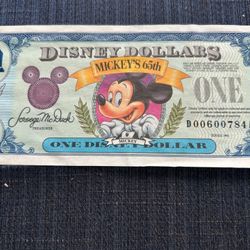 DISNEY DOLLARS
MICKEY'S 65th
ONE
Scrooge McDuck
TREASURER
D00600784
MICKEY
ONE DISNEY DOLLAR